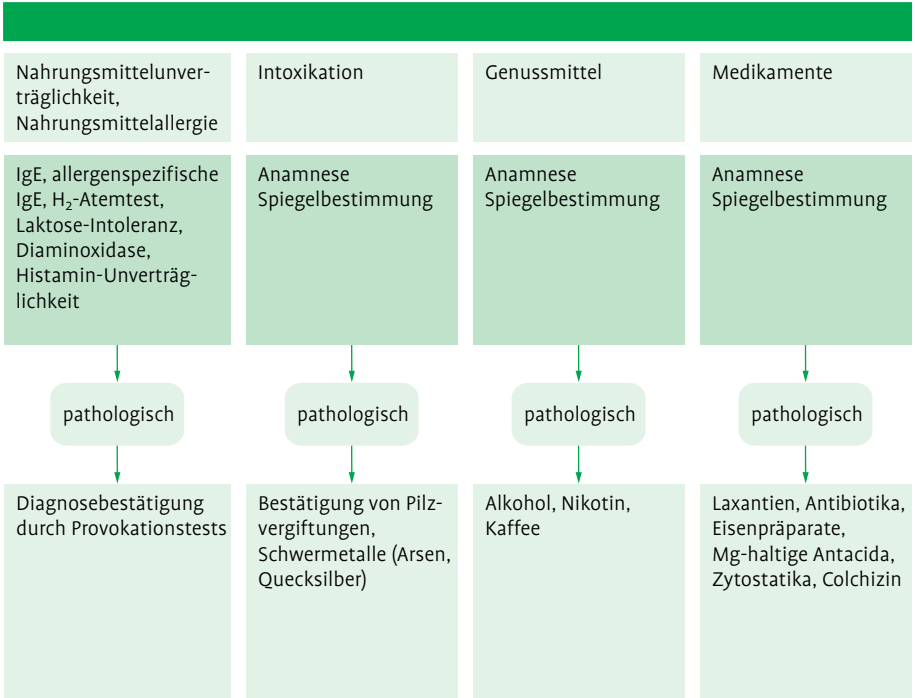 Nahrungsmittelunver-
träglichkeit,
Nahrungsmittelallergie
Intoxikation
Genussmittel
Medikamente
IgE, allergenspezifische
IgE, H₂-Atemtest,
Laktose-Intoleranz,
Diaminoxidase,
Histamin-Unverträg-
lichkeit
Anamnese
Spiegelbestimmung
Anamnese
Spiegelbestimmung
Anamnese
Spiegelbestimmung
pathologisch
pathologisch
pathologisch
pathologisch
Diagnosebestätigung
durch Provokationstests
Bestätigung von Pilz-
vergiftungen,
Schwermetalle (Arsen,
Quecksilber)
Alkohol, Nikotin,
Kaffee
Laxantien, Antibiotika,
Eisenpräparate,
Mg-haltige Antacida,
Zytostatika, Colchizin